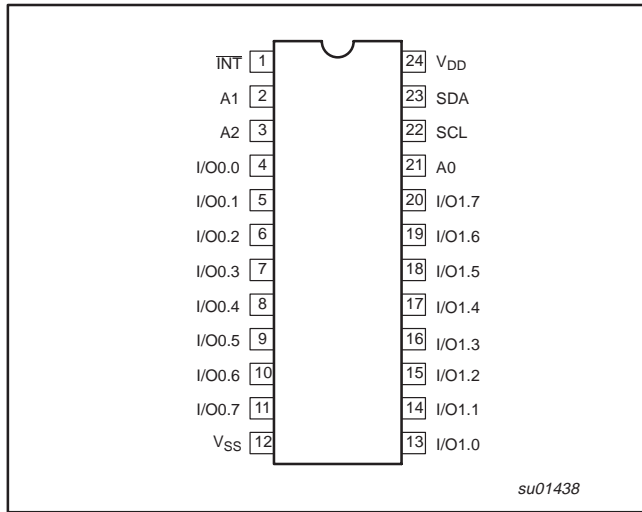 INT 1 24 VDD
A1 2 23 SDA
A2 3 22 SCL
I/O0.0 4 21 A0
I/O0.1 5 20 I/O1.7
I/O0.2 6 19 I/O1.6
I/O0.3 7 18 I/O1.5
I/O0.4 8 17 I/O1.4
I/O0.5 9 16 I/O1.3
I/O0.6 10 15 I/O1.2
I/O0.7 11 14 I/O1.1
VSS 12 13 I/O1.0
su01438